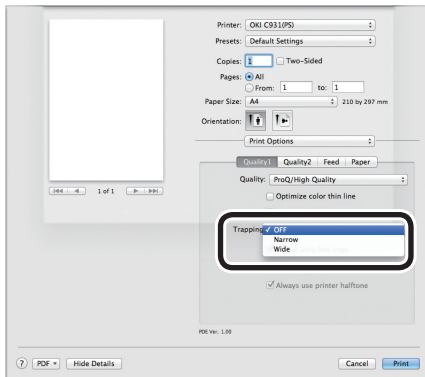 Printer: OKI C931(PS)
Presets: Default Settings
Copies: 1 Two-Sided
Pages: All
From: 1 to: 1
Paper Size: A4 210 by 297 mm
Orientation:
Print Options
Quality1 Quality2 Feed Paper
Quality: ProQ/High Quality
Optimize color thin line
1 of 1
Trapping ✓ OFF
Narrow
Wide
Always use printer halftone
PDE Ver. 1.00
? PDF Hide Details Cancel Print